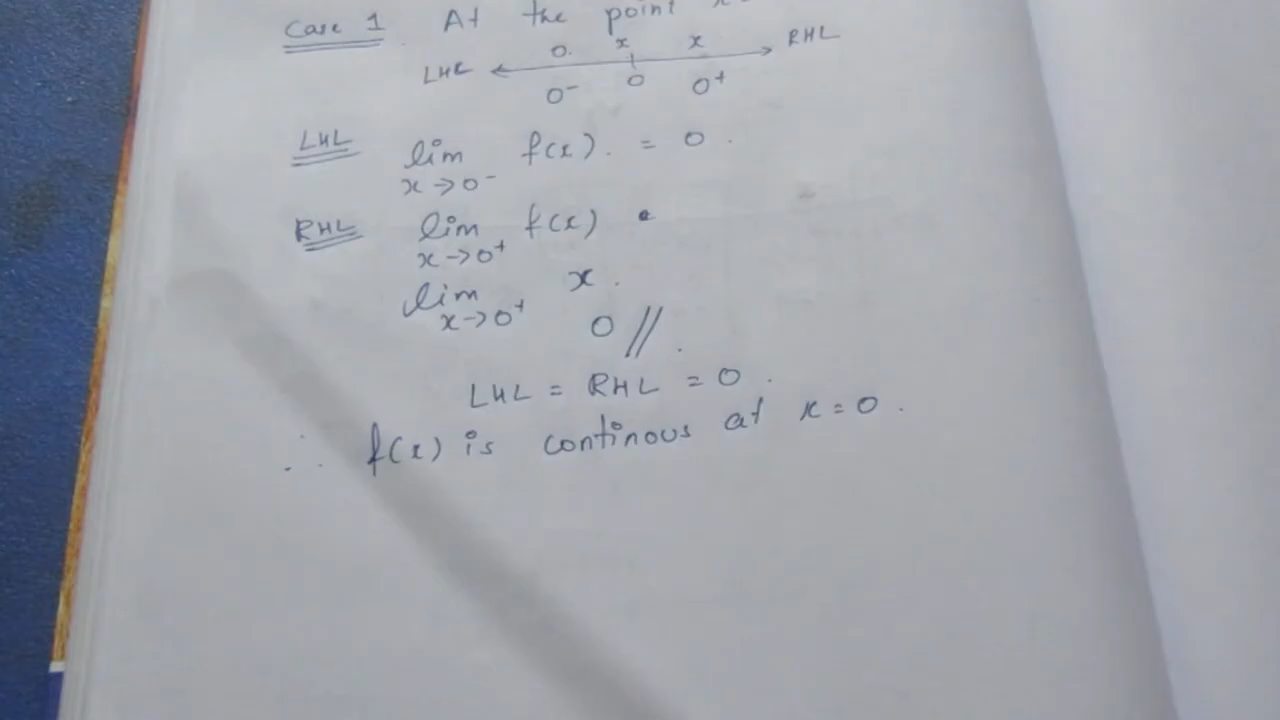 Case 1. At the point
0. x x
LHL RHL
0⁻ 0 0⁺
LHL lim f(x). = 0.
x→0⁻
RHL lim f(x)
x→0⁺
lim x.
x→0⁺
0 //.
LHL = RHL = 0.
∴ f(x) is continous at x=0.